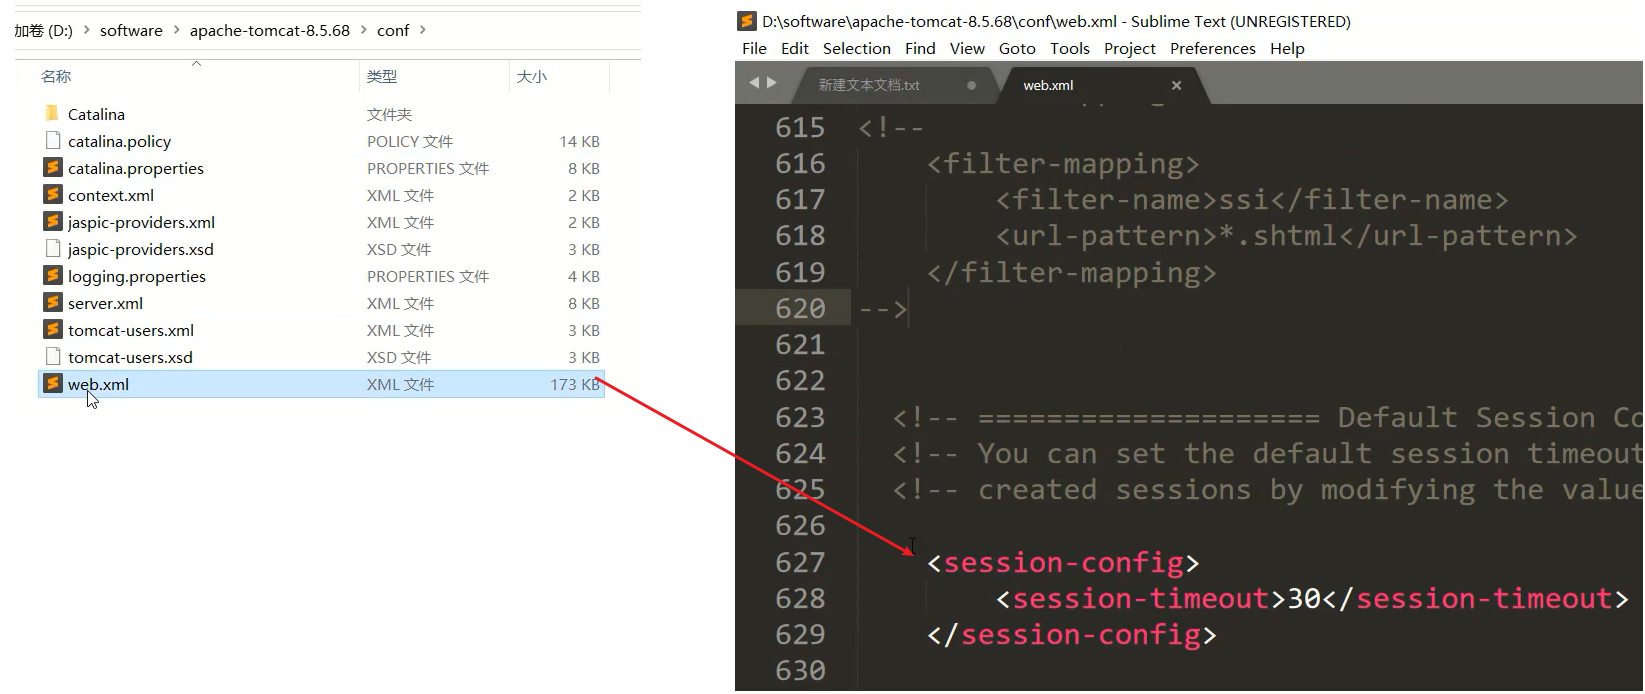 加卷 (D:) > software > apache-tomcat-8.5.68 > conf >
名称 类型 大小
Catalina 文件夹
catalina.policy POLICY 文件 14 KB
catalina.properties PROPERTIES 文件 8 KB
context.xml XML 文件 2 KB
jaspic-providers.xml XML 文件 2 KB
jaspic-providers.xsd XSD 文件 3 KB
logging.properties PROPERTIES 文件 4 KB
server.xml XML 文件 8 KB
tomcat-users.xml XML 文件 3 KB
tomcat-users.xsd XSD 文件 3 KB
web.xml XML 文件 173 KB
D:\software\apache-tomcat-8.5.68\conf\web.xml - Sublime Text (UNREGISTERED)
File Edit Selection Find View Goto Tools Project Preferences Help
新建文本文档.txt web.xml
615 <!--
616 <filter-mapping>
617 <filter-name>ssi</filter-name>
618 <url-pattern>*.shtml</url-pattern>
619 </filter-mapping>
620 -->
621
622
623 <!-- ==================== Default Session Co
624 <!-- You can set the default session timeout
625 <!-- created sessions by modifying the value
626
627 <session-config>
628 <session-timeout>30</session-timeout>
629 </session-config>
630